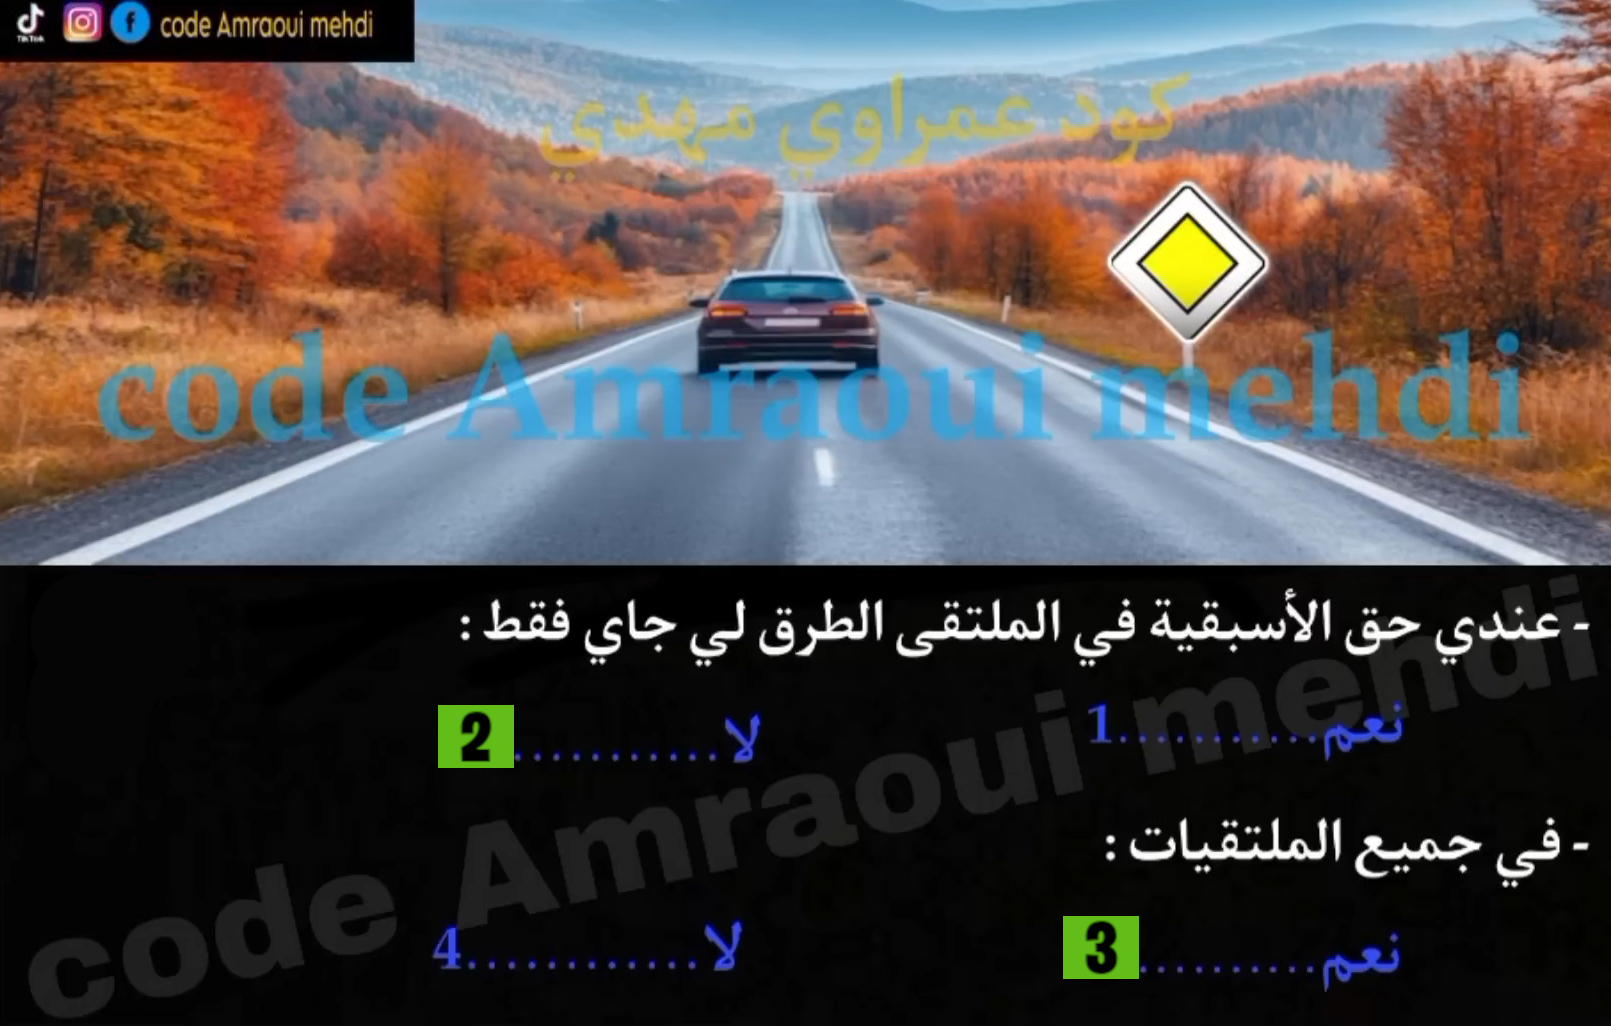 code Amraoui mehdi
كود عمراوي مهدي
code Amraoui mehdi
- عندي حق الأسبقية في الملتقى الطرق لي جاي فقط :
نعم..........1 لا...........2
- في جميع الملتقيات :
نعم..........3 لا............4
code Amraoui mehdi